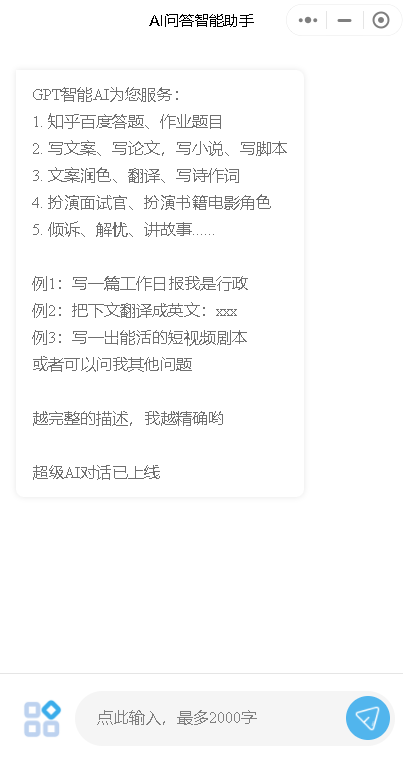 AI问答智能助手
GPT智能AI为您服务：
1. 知乎百度答题、作业题目
2. 写文案、写论文，写小说、写脚本
3. 文案润色、翻译、写诗作词
4. 扮演面试官、扮演书籍电影角色
5. 倾诉、解忧、讲故事......
例1：写一篇工作日报我是行政
例2：把下文翻译成英文：xxx
例3：写一出能活的短视频剧本
或者可以问我其他问题
越完整的描述，我越精确哟
超级AI对话已上线
点此输入，最多2000字